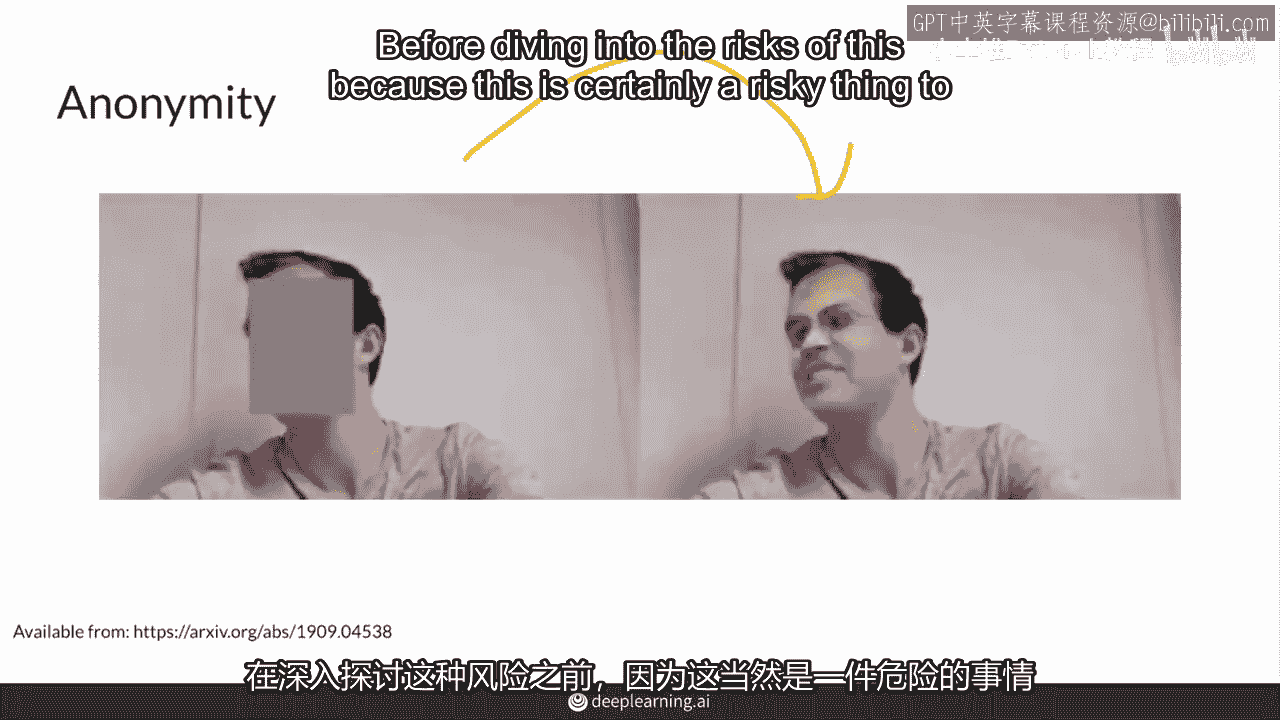 GPT中英字幕课程资源@bilibili.com
Before diving into the risks of this
because this is certainly a risky thing to
Anonymity
Available from: https://arxiv.org/abs/1909.04538
在深入探讨这种风险之前，因为这当然是一件危险的事情
deeplearning.ai